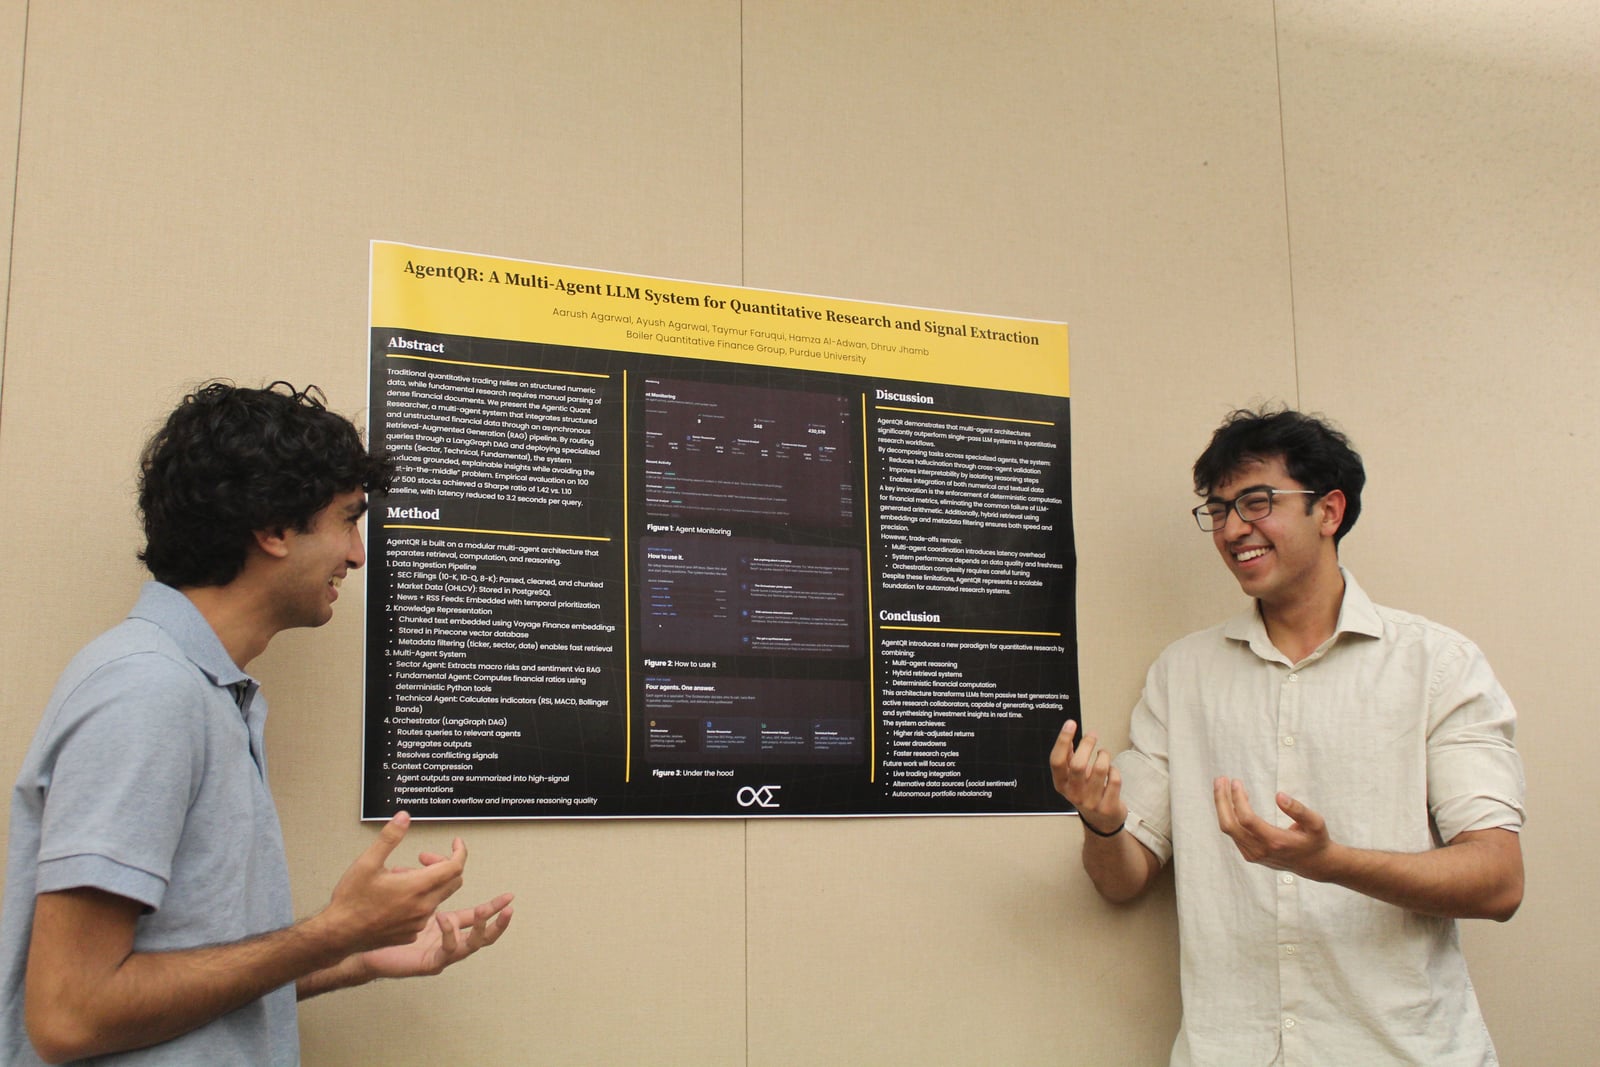 AgentQR: A Multi-Agent LLM System for Quantitative Research and Signal Extraction
Aarush Agarwal, Ayush Agarwal, Taymur Faruqui, Hamza Al-Adwan, Dhruv Jhamb
Boiler Quantitative Finance Group, Purdue University
Abstract
Traditional quantitative trading relies on structured numeric
data, while fundamental research requires manual parsing of
dense financial documents. We present the Agentic Quant
Researcher, a multi-agent system that integrates structured
and unstructured financial data through an asynchronous
Retrieval-Augmented Generation (RAG) pipeline. By routing
queries through a LangGraph DAG and deploying specialized
agents (Sector, Technical, Fundamental), the system
grounded, explainable insights while avoiding the
problem. Empirical evaluation on 100
500 stocks achieved a Sharpe ratio of 1.42 vs. 1.10
with latency reduced to 3.2 seconds per query.
Method
AgentQR is built on a modular multi-agent architecture that
separates retrieval, computation, and reasoning.
1. Data Ingestion Pipeline
• SEC Filings (10-K, 10-Q, 8-K): Parsed, cleaned, and chunked
• Market Data (OHLCV): Stored in PostgreSQL
• News + RSS Feeds: Embedded with temporal prioritization
2. Knowledge Representation
• Chunked text embedded using Voyage Finance embeddings
• Stored in Pinecone vector database
• Metadata filtering (ticker, sector, date) enables fast retrieval
3. Multi-Agent System
• Sector Agent: Extracts macro risks and sentiment via RAG
• Fundamental Agent: Computes financial ratios using
deterministic Python tools
• Technical Agent: Calculates indicators (RSI, MACD, Bollinger
Bands)
4. Orchestrator (LangGraph DAG)
• Routes queries to relevant agents
• Aggregates outputs
• Resolves conflicting signals
5. Context Compression
• Agent outputs are summarized into high-signal
representations
• Prevents token overflow and improves reasoning quality
Monitoring
Recent Activity
Figure 1: Agent Monitoring
How to use it.
Figure 2: How to use it
Four agents. One answer.
Figure 3: Under the hood
Discussion
AgentQR demonstrates that multi-agent architectures
significantly outperform single-pass LLM systems in quantitative
research workflows.
By decomposing tasks across specialized agents, the system:
• Reduces hallucination through cross-agent validation
• Improves interpretability by isolating reasoning steps
• Enables integration of both numerical and textual data
A key innovation is the enforcement of deterministic computation
for financial metrics, eliminating the common failure of LLM-
generated arithmetic. Additionally, hybrid retrieval using
embeddings and metadata filtering ensures both speed and
precision.
However, trade-offs remain:
• Multi-agent coordination introduces latency overhead
• System performance depends on data quality and freshness
• Orchestration complexity requires careful tuning
Despite these limitations, AgentQR represents a scalable
foundation for automated research systems.
Conclusion
AgentQR introduces a new paradigm for quantitative research by
combining:
• Multi-agent reasoning
• Hybrid retrieval systems
• Deterministic financial computation
This architecture transforms LLMs from passive text generators into
active research collaborators, capable of generating, validating,
and synthesizing investment insights in real time.
The system achieves:
• Higher risk-adjusted returns
• Lower drawdowns
• Faster research cycles
Future work will focus on:
• Live trading integration
• Alternative data sources (social sentiment)
• Autonomous portfolio rebalancing